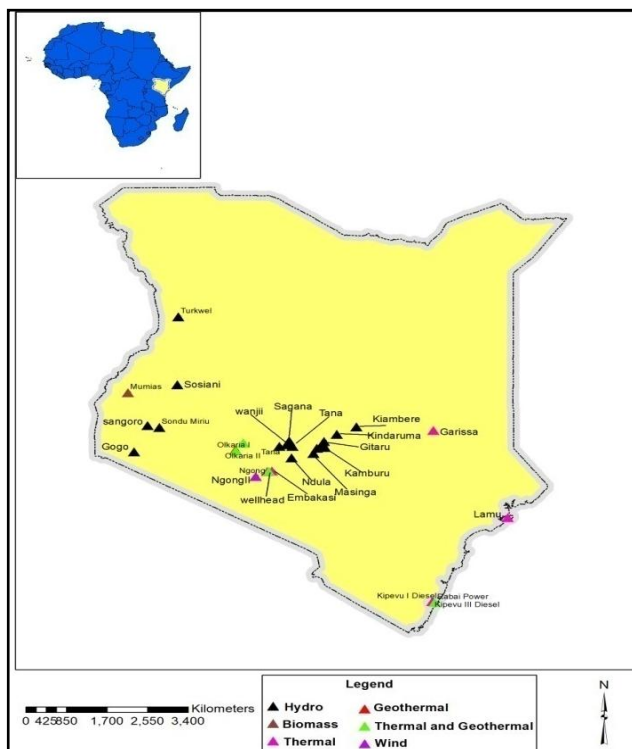 Turkwel
Mumias
Sosiani
Sagana
wanjii
Tana
Kiambere
sangoro
Sondu Miriu
Kindaruma
Garissa
Gogo
Olkaria I
Olkaria II
Tana
Gitaru
Kamburu
Ngong
NgongII
Ndula
Masinga
Embakasi
wellhead
Lamu
Kipevu I Diesel
Rabai Power
Kipevu III Diesel
Legend
Hydro
Geothermal
Biomass
Thermal and Geothermal
Thermal
Wind
Kilometers
0 425 850 1,700 2,550 3,400
N